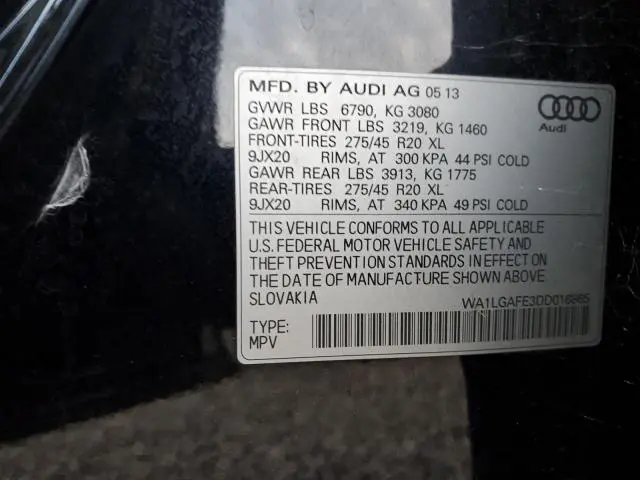 MFD. BY AUDI AG 05 13
GVWR LBS 6790, KG 3080
GAWR FRONT LBS 3219, KG 1460
FRONT-TIRES 275/45 R20 XL
9JX20 RIMS, AT 300 KPA 44 PSI COLD
GAWR REAR LBS 3913, KG 1775
REAR-TIRES 275/45 R20 XL
9JX20 RIMS, AT 340 KPA 49 PSI COLD
Audi
THIS VEHICLE CONFORMS TO ALL APPLICABLE
U.S. FEDERAL MOTOR VEHICLE SAFETY AND
THEFT PREVENTION STANDARDS IN EFFECT ON
THE DATE OF MANUFACTURE SHOWN ABOVE
SLOVAKIA
TYPE:
MPV